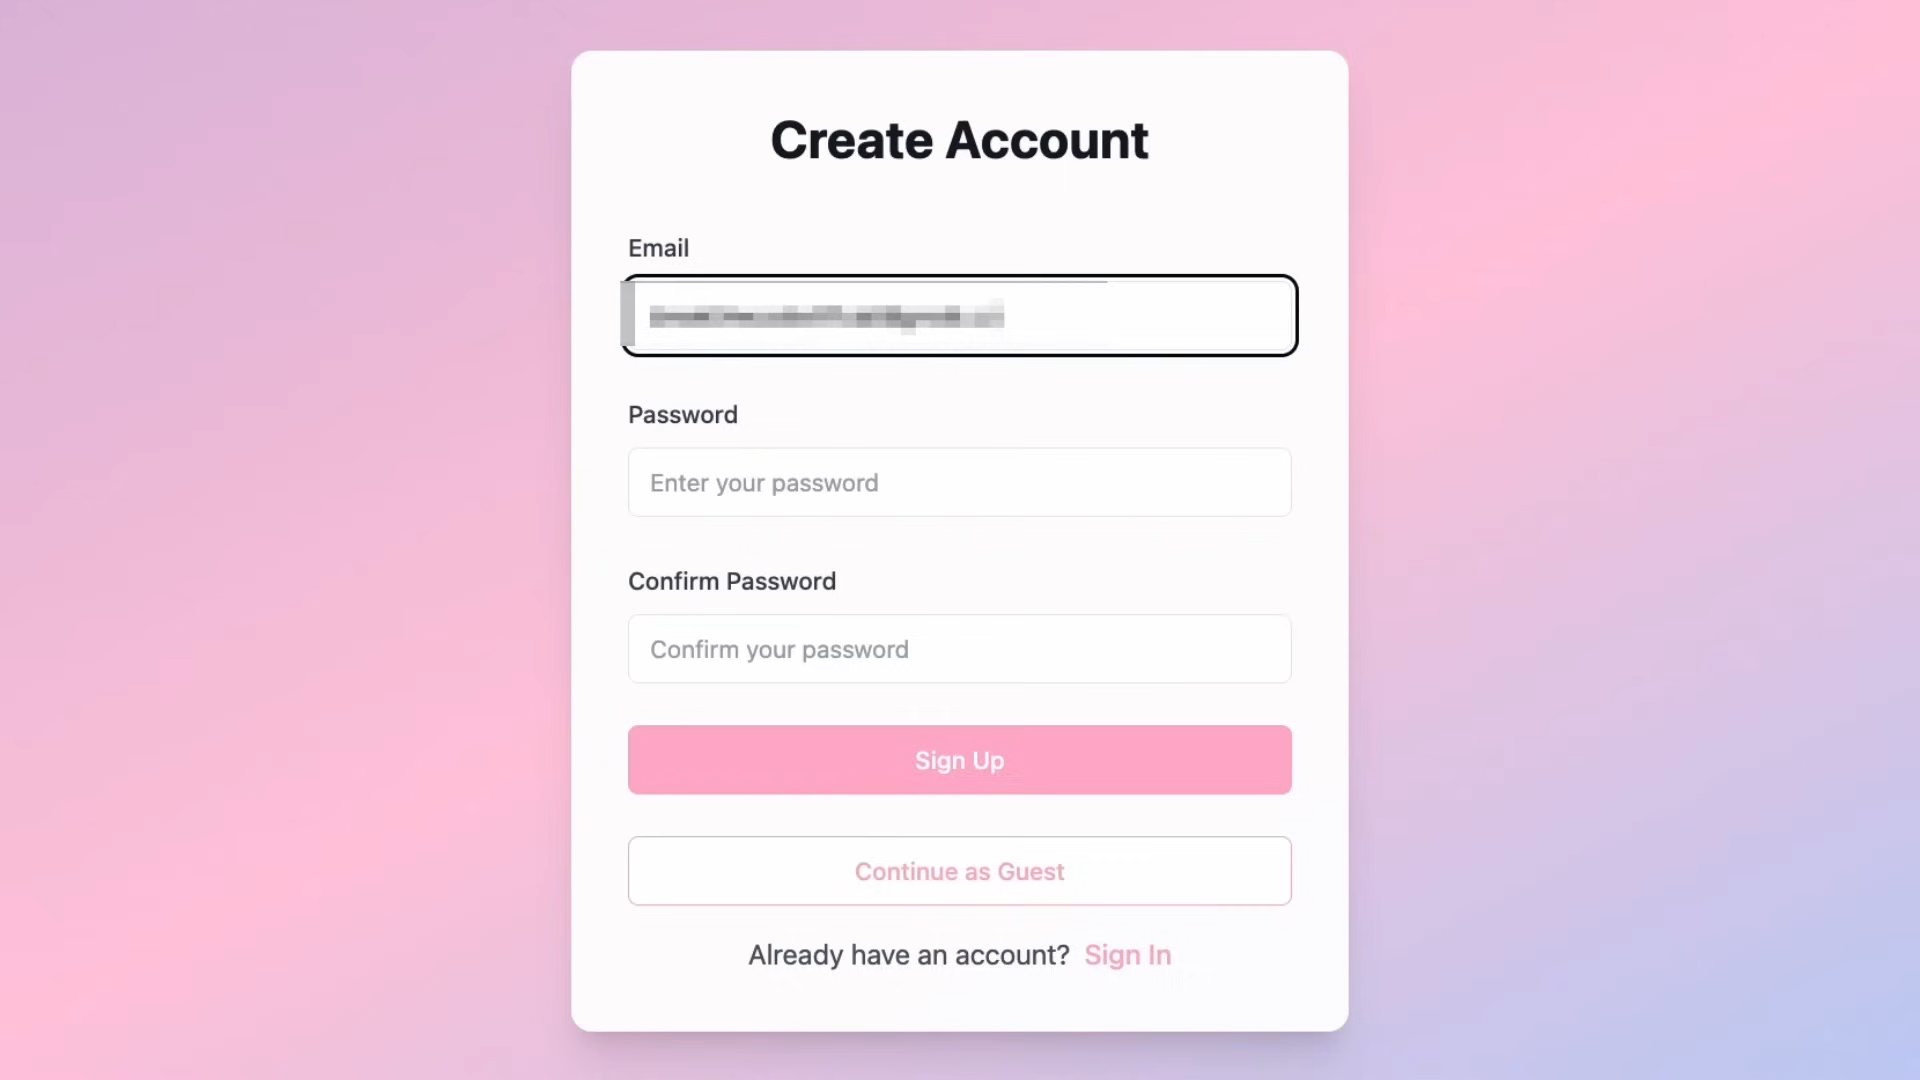 Create Account
Email
Password
Enter your password
Confirm Password
Confirm your password
Sign Up
Continue as Guest
Already have an account? Sign In